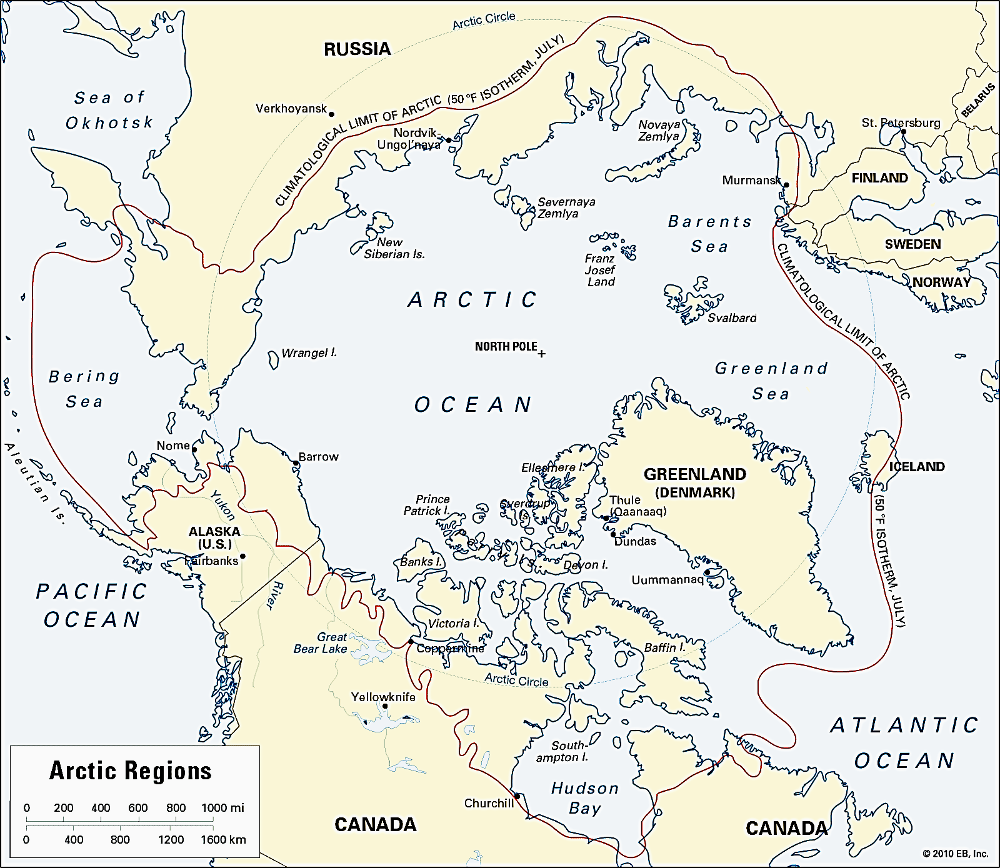 Arctic Circle
RUSSIA
CLIMATOLOGICAL LIMIT OF ARCTIC (50 °F ISOTHERM, JULY)
Sea of
Okhotsk
Verkhoyansk
Nordvik-
Ungol'naya
Novaya
Zemlya
BELARUS
St. Petersburg
FINLAND
Murmansk
Severnaya
Zemlya
Barents
Sea
New
Siberian Is.
Franz
Josef
Land
SWEDEN
NORWAY
CLIMATOLOGICAL LIMIT OF ARCTIC
(50 °F ISOTHERM, JULY)
ARCTIC
OCEAN
Svalbard
NORTH POLE
Wrangel I.
Bering
Sea
Greenland
Sea
Aleutian Is.
Nome
Barrow
Ellesmere I.
GREENLAND
(DENMARK)
ICELAND
Prince
Patrick I.
Sverdrup
Is.
Thule
(Qaanaaq)
Yukon
River
ALASKA
(U.S.)
Fairbanks
Dundas
Banks I.
Devon I.
Uummannaq
PACIFIC
OCEAN
Victoria I.
Great
Bear Lake
Coppermine
Baffin I.
Arctic Circle
Yellowknife
ATLANTIC
OCEAN
South-
ampton I.
Hudson
Bay
Churchill
CANADA
CANADA
Arctic Regions
0 200 400 600 800 1000 mi
0 400 800 1200 1600 km
© 2010 EB, Inc.